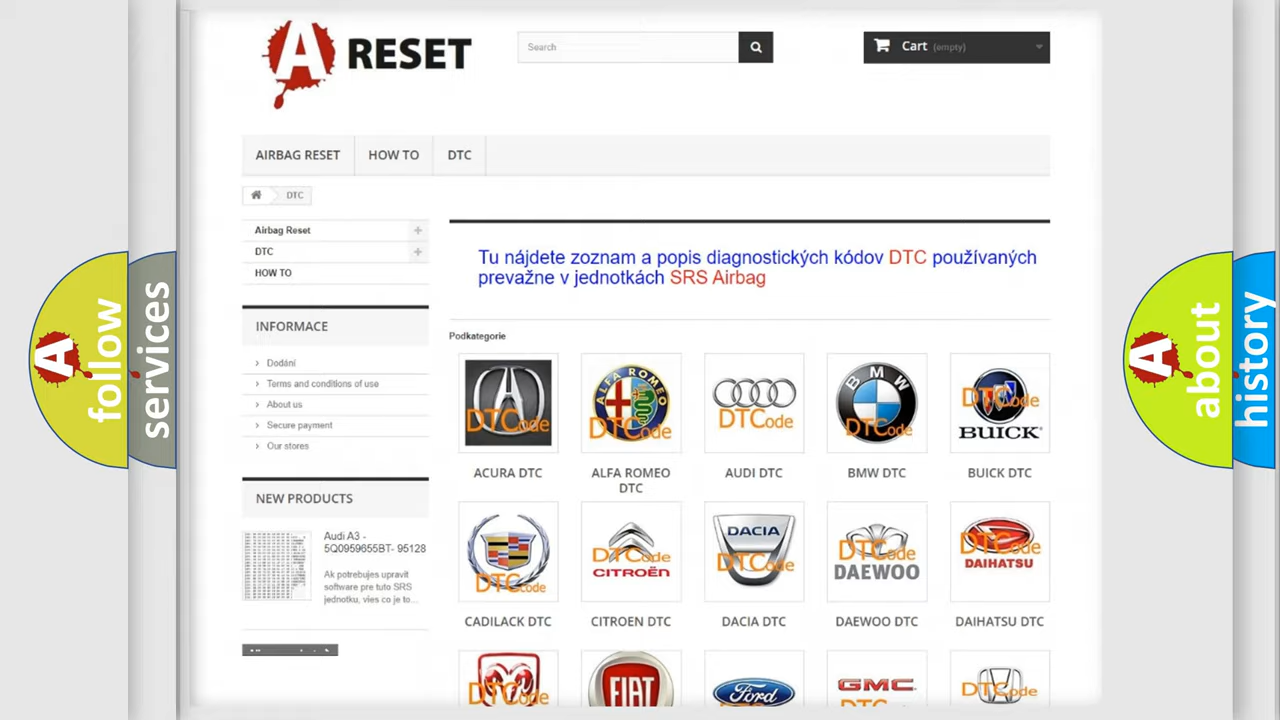 A RESET
Search
Cart (empty)
AIRBAG RESET
HOW TO
DTC
DTC
Airbag Reset
DTC
HOW TO
INFORMACE
Dodání
Terms and conditions of use
About us
Secure payment
Our stores
NEW PRODUCTS
Audi A3 -
5Q0959655BT- 95128
Ak potrebujes upravit
software pre tuto SRS
jednotku, vies co je to...
Tu nájdete zoznam a popis diagnostických kódov DTC používaných
prevažne v jednotkách SRS Airbag
Podkategorie
DTCode
ALFA ROMEO
DTCode
DTCode
BMW
DTCode
DTCode
BUICK
ACURA DTC
ALFA ROMEO
DTC
AUDI DTC
BMW DTC
BUICK DTC
DTCode
DTCode
CITROËN
DACIA
DTCode
DTCode
DAEWOO
DTCode
DAIHATSU
CADILACK DTC
CITROEN DTC
DACIA DTC
DAEWOO DTC
DAIHATSU DTC
DTCode
FIAT
Ford
GMC
DTCode
A follow
services
A about
history